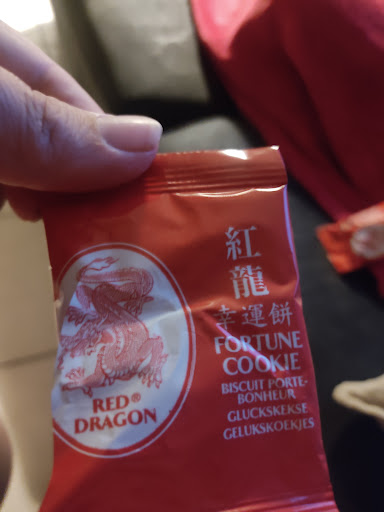 紅
龍
幸運餅
FORTUNE
COOKIE
BISCUIT PORTE-
BONHEUR
GLUCKSKEKSE
GELUKSKOEKJES
RED®
DRAGON